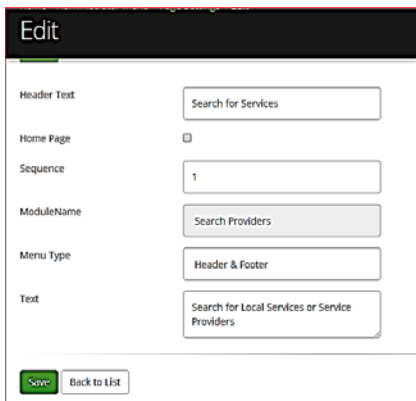 Edit
Header Text
Search for Services
Home Page
Sequence
1
ModuleName
Search Providers
Menu Type
Header & Footer
Text
Search for Local Services or Service
Providers
Save
Back to List